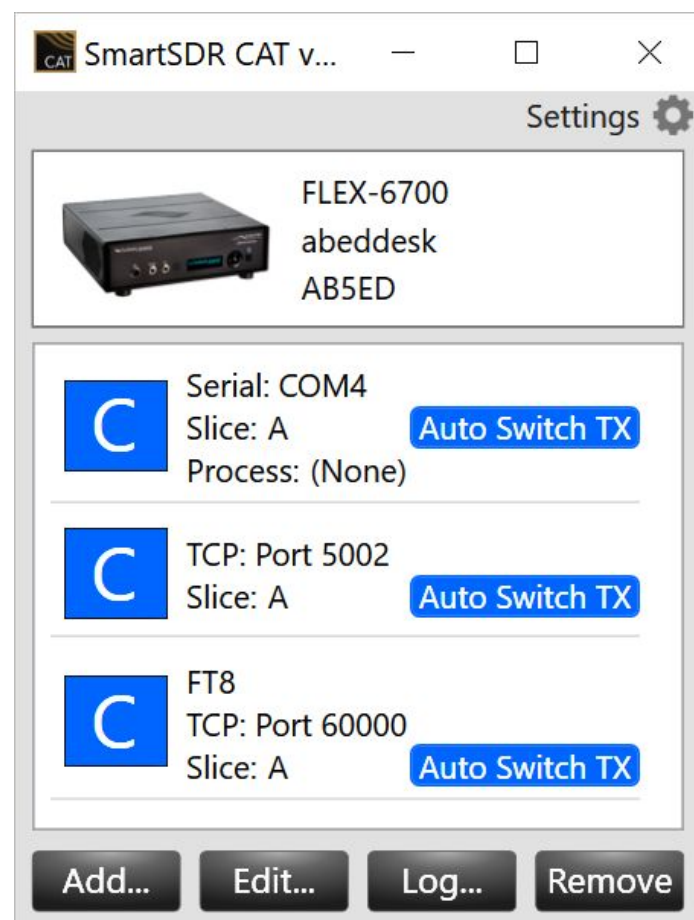 CAT SmartSDR CAT v...
Settings
FLEX-6700
abeddesk
AB5ED
C
Serial: COM4
Slice: A
Auto Switch TX
Process: (None)
C
TCP: Port 5002
Slice: A
Auto Switch TX
C
FT8
TCP: Port 60000
Slice: A
Auto Switch TX
Add... Edit... Log... Remove